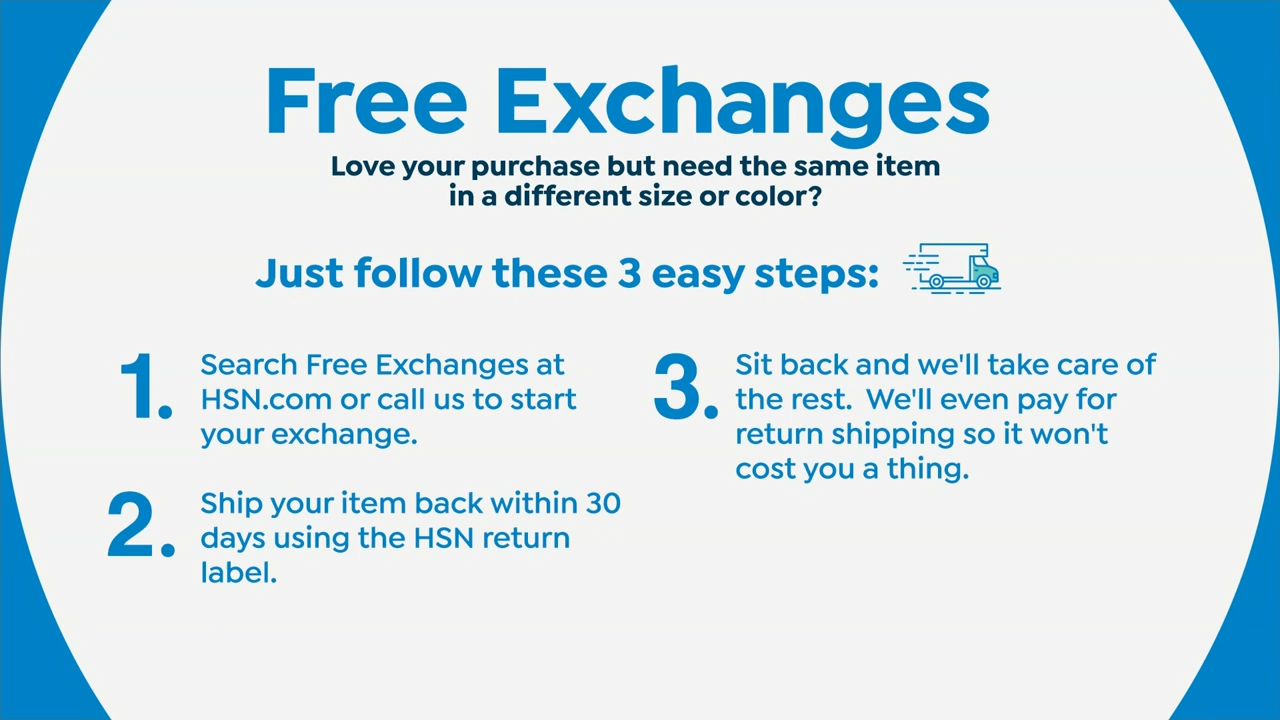 Free Exchanges
Love your purchase but need the same item
in a different size or color?
Just follow these 3 easy steps:
1. Search Free Exchanges at
HSN.com or call us to start
your exchange.
2. Ship your item back within 30
days using the HSN return
label.
3. Sit back and we'll take care of
the rest.  We'll even pay for
return shipping so it won't
cost you a thing.